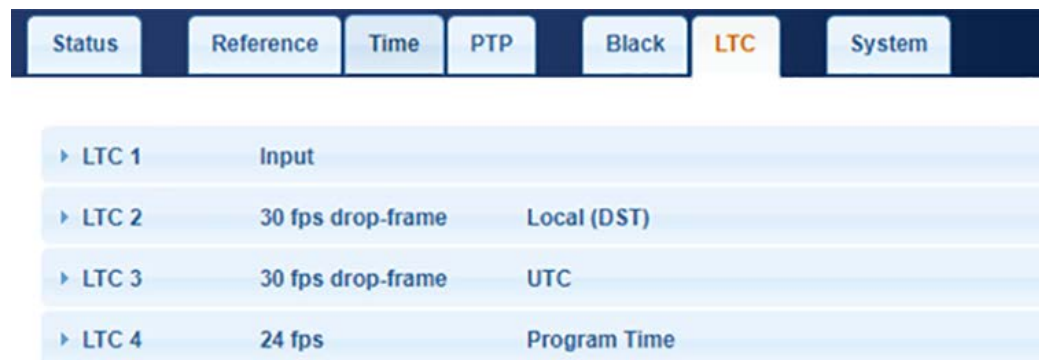 Status Reference Time PTP Black LTC System
LTC 1 Input
LTC 2 30 fps drop-frame Local (DST)
LTC 3 30 fps drop-frame UTC
LTC 4 24 fps Program Time